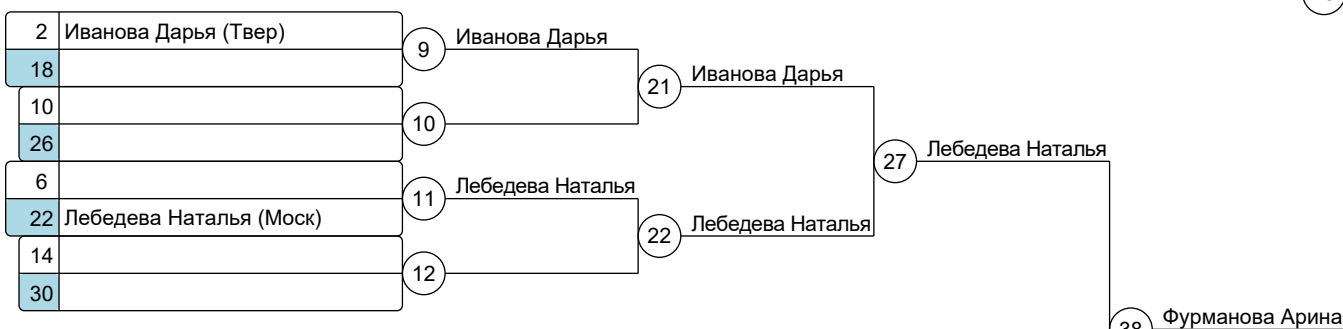 2 Иванова Дарья (Твер)
18
10
26
6
22 Лебедева Наталья (Моск)
14
30
9 Иванова Дарья
10
11 Лебедева Наталья
12
21 Иванова Дарья
22 Лебедева Наталья
27 Лебедева Наталья
38 Фурманова Арина